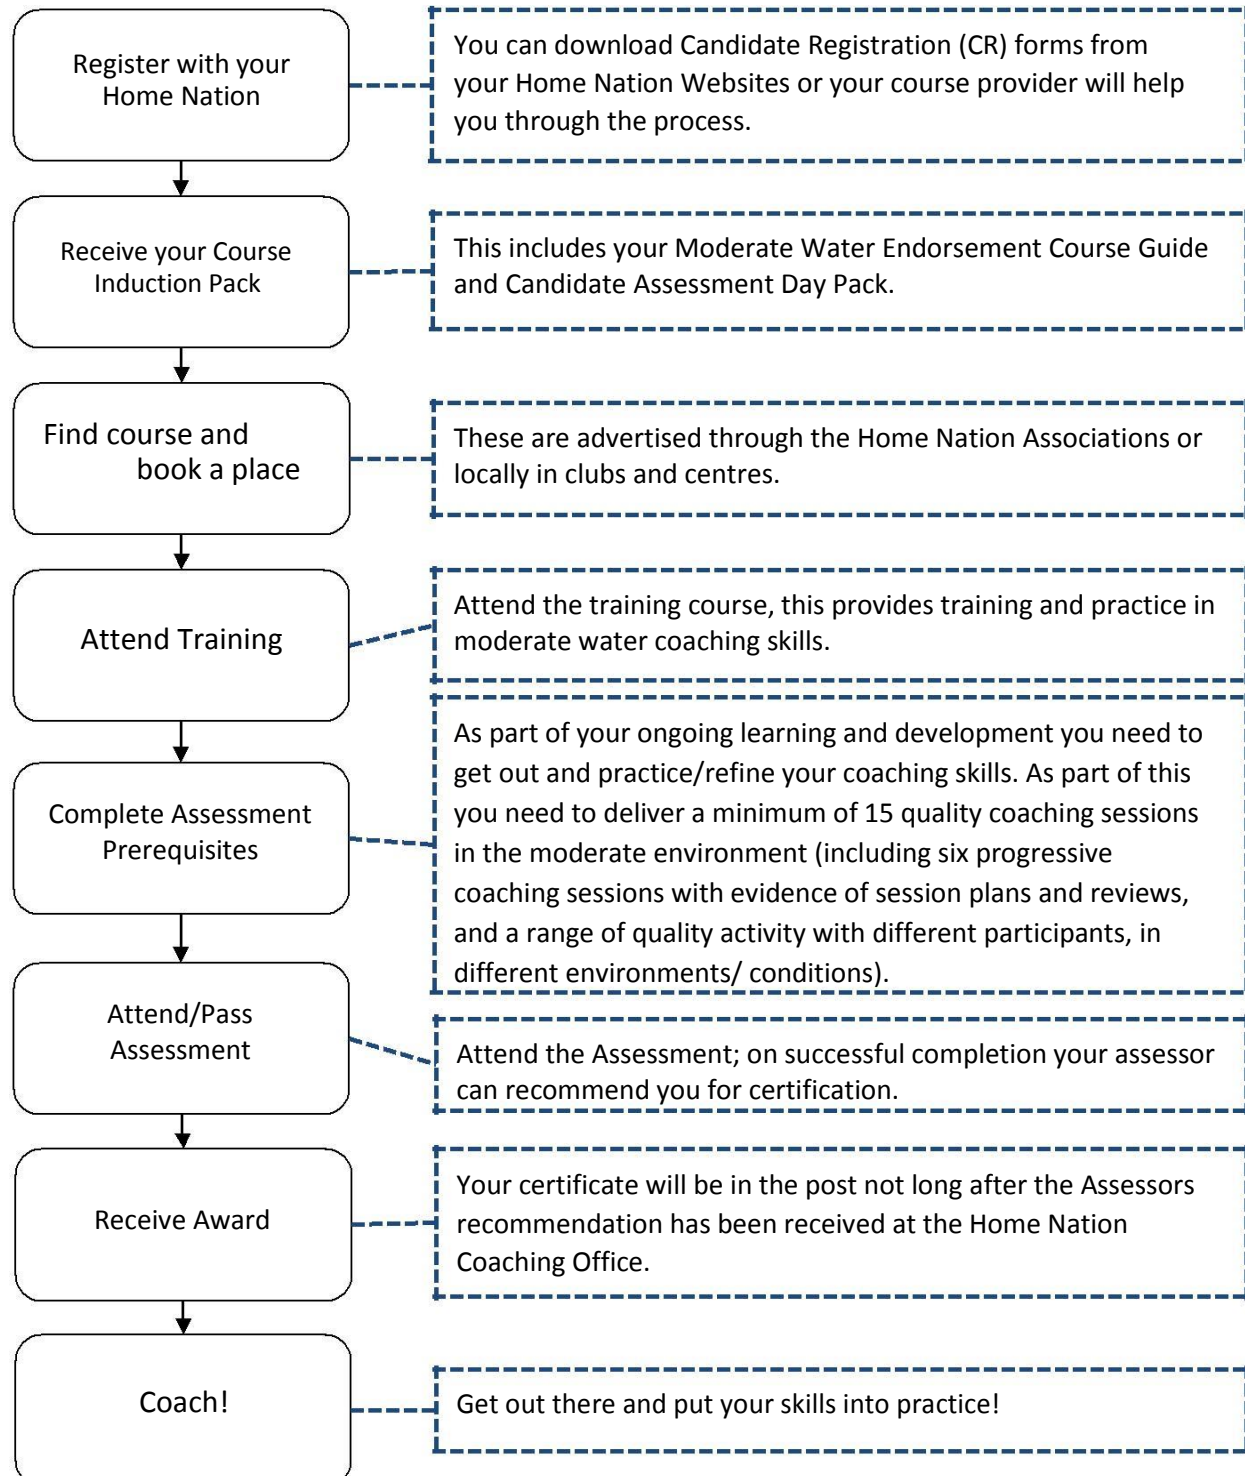 Register with your
Home Nation
You can download Candidate Registration (CR) forms from
your Home Nation Websites or your course provider will help
you through the process.
Receive your Course
Induction Pack
This includes your Moderate Water Endorsement Course Guide
and Candidate Assessment Day Pack.
Find course and
book a place
These are advertised through the Home Nation Associations or
locally in clubs and centres.
Attend Training
Attend the training course, this provides training and practice in
moderate water coaching skills.
Complete Assessment
Prerequisites
As part of your ongoing learning and development you need to
get out and practice/refine your coaching skills. As part of this
you need to deliver a minimum of 15 quality coaching sessions
in the moderate environment (including six progressive
coaching sessions with evidence of session plans and reviews,
and a range of quality activity with different participants, in
different environments/ conditions).
Attend/Pass
Assessment
Attend the Assessment; on successful completion your assessor
can recommend you for certification.
Receive Award
Your certificate will be in the post not long after the Assessors
recommendation has been received at the Home Nation
Coaching Office.
Coach!
Get out there and put your skills into practice!